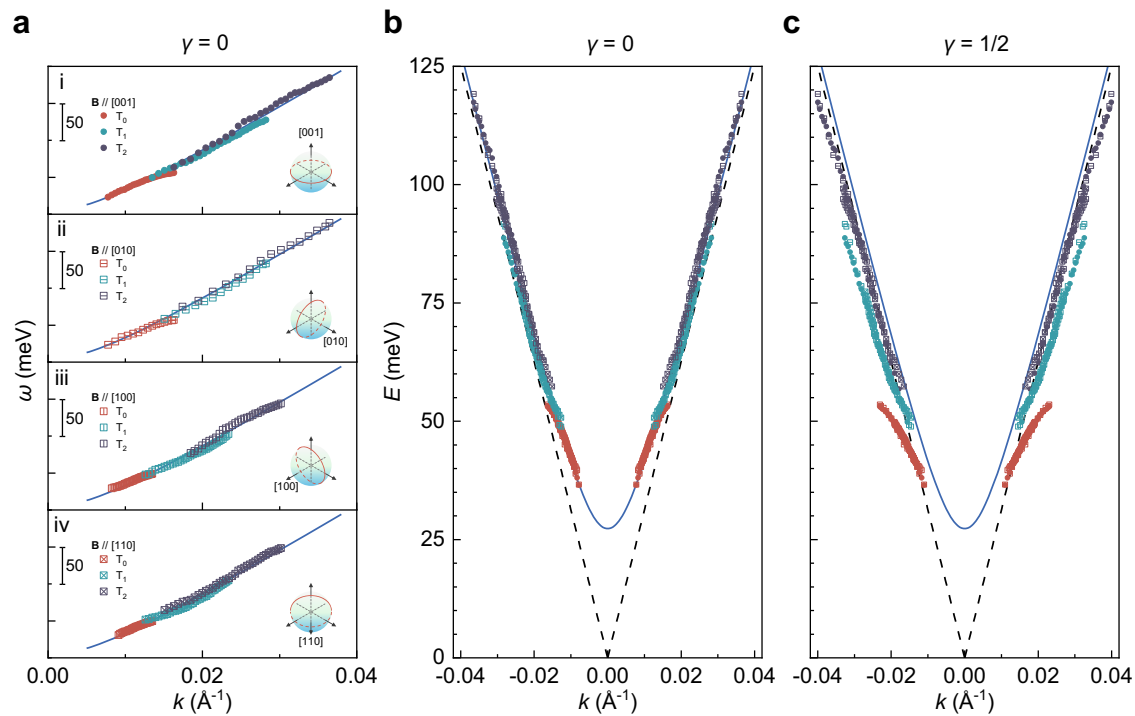 a
γ = 0
i
B // [001]
50
T0
T1
T2
[001]
ii
B // [010]
50
T0
T1
T2
[010]
iii
B // [100]
50
T0
T1
T2
[100]
iv
B // [110]
50
T0
T1
T2
[110]
ω (meV)
0.00
0.02
0.04
k (Å-1)
b
γ = 0
125
100
75
50
25
0
E (meV)
-0.04
-0.02
0.00
0.02
0.04
k (Å-1)
c
γ = 1/2
-0.04
-0.02
0.00
0.02
0.04
k (Å-1)